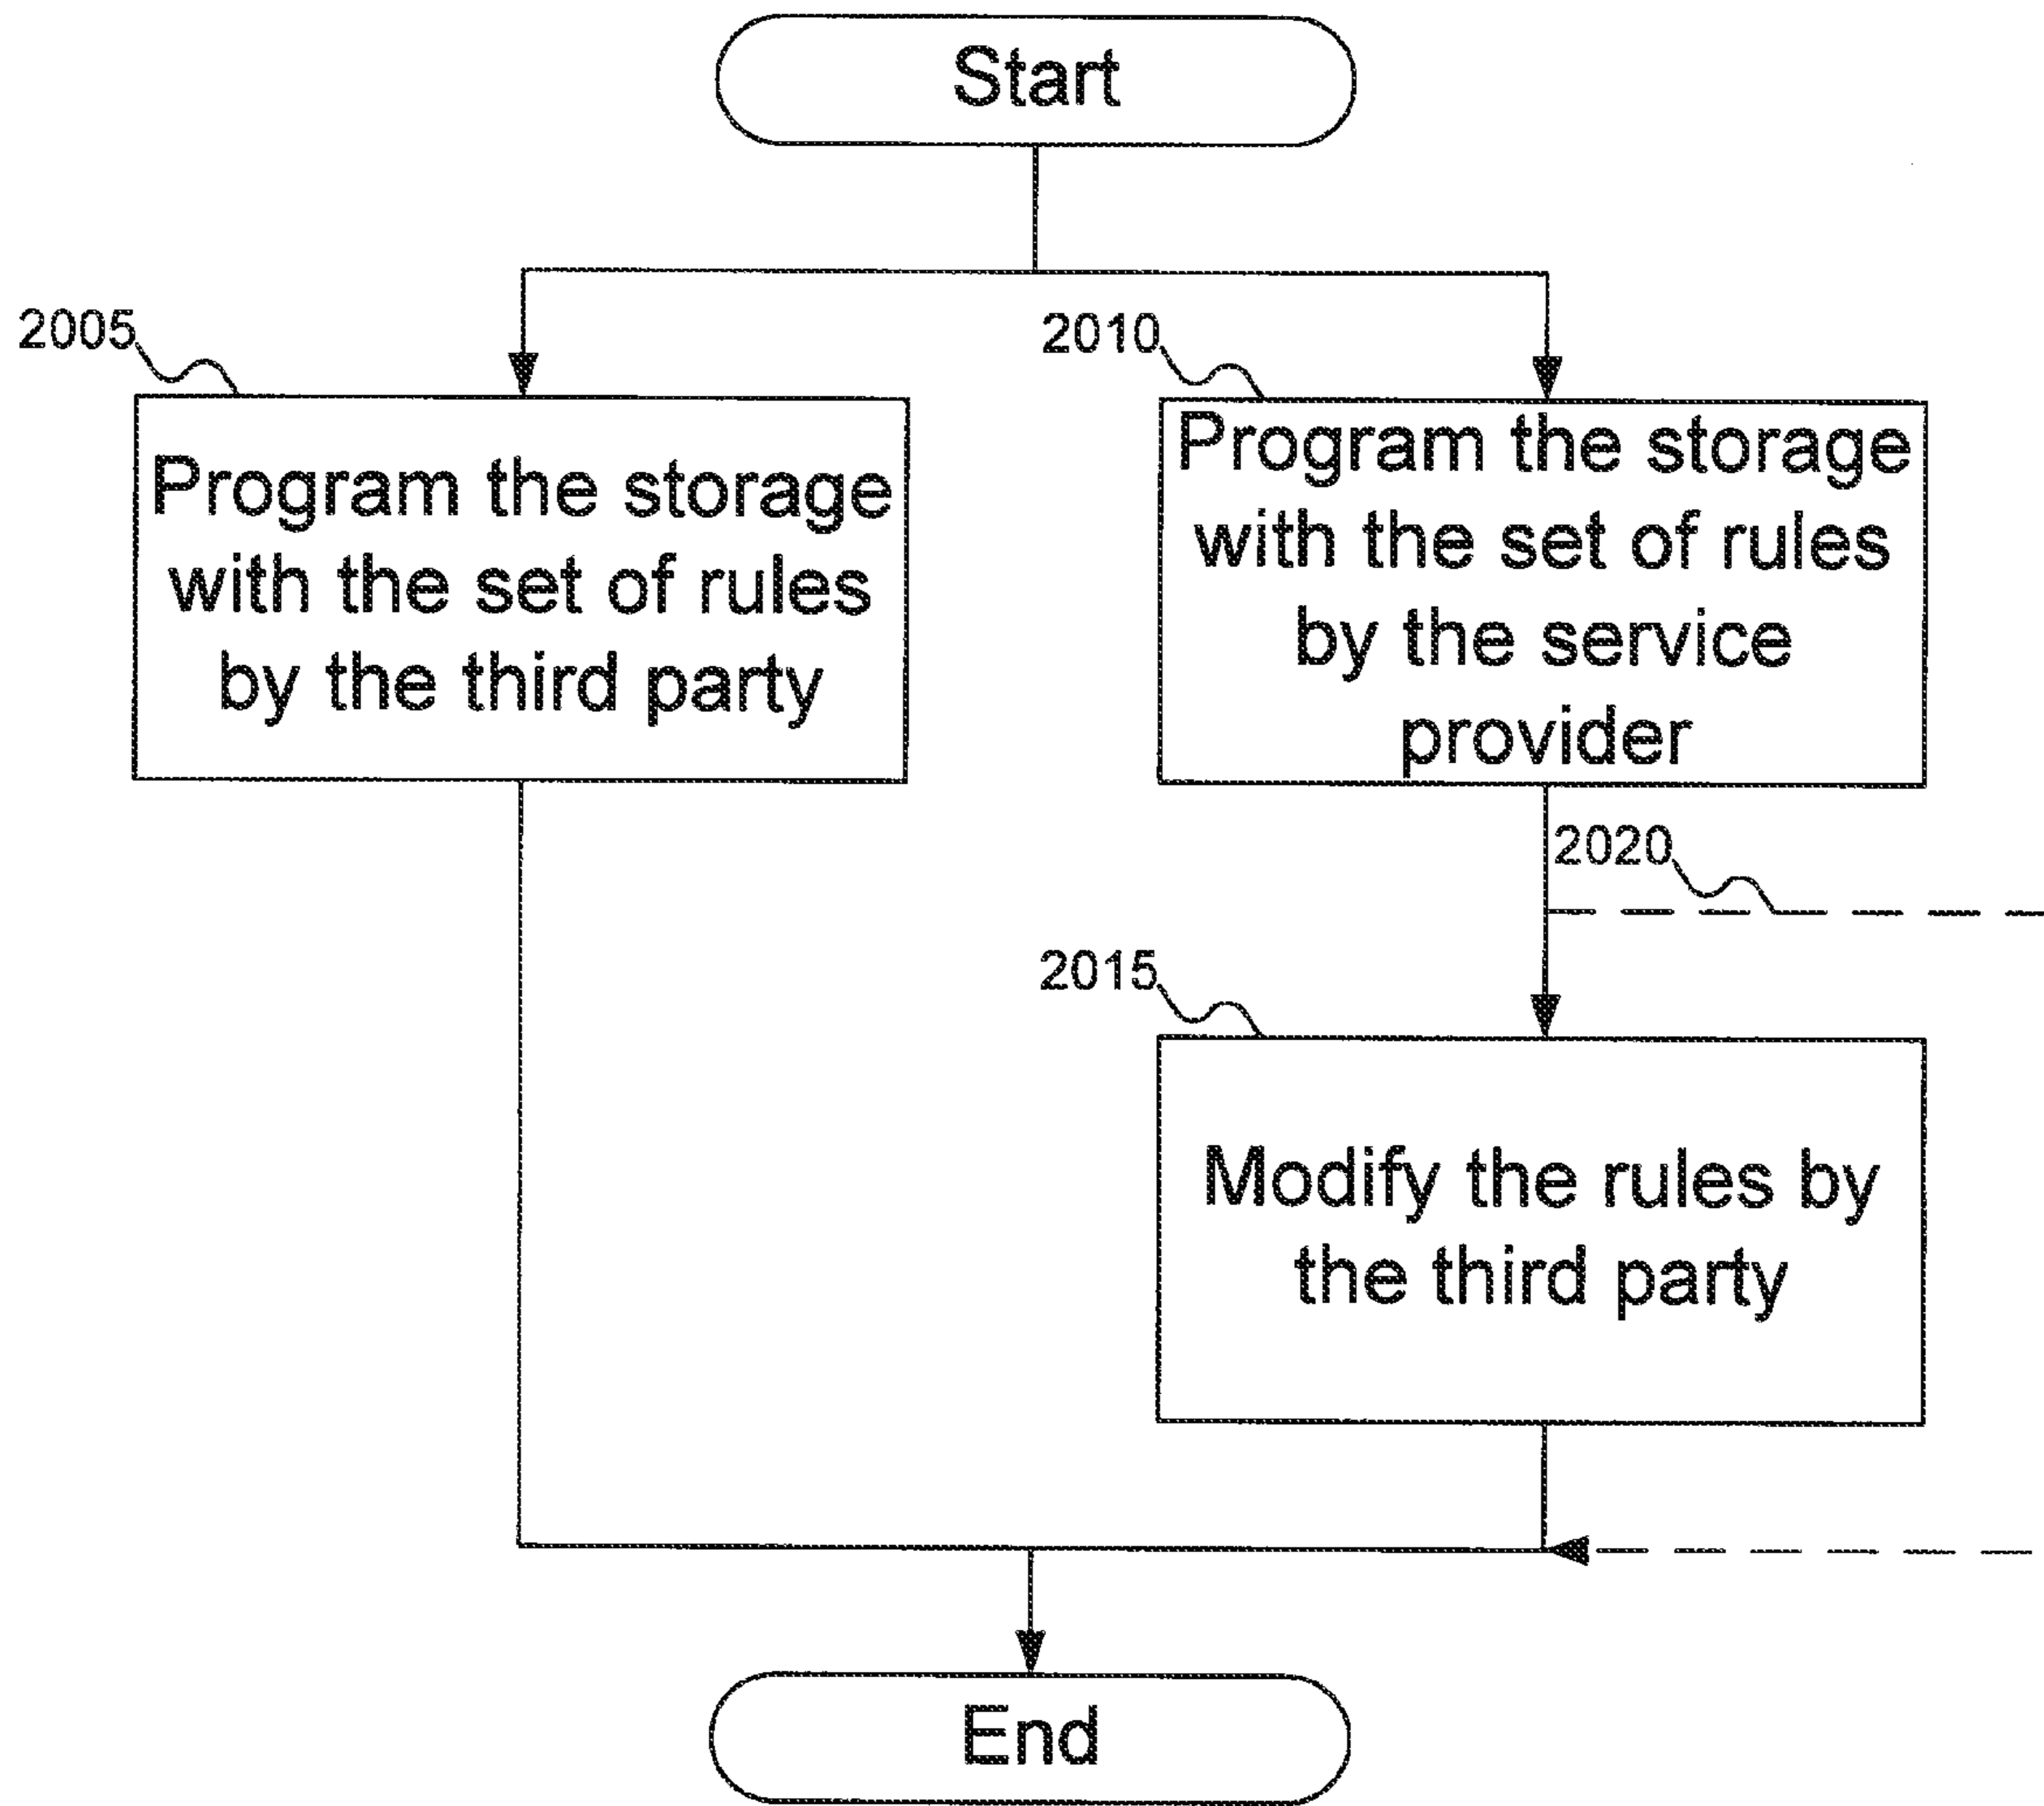 Start
2005
Program the storage
with the set of rules
by the third party
2010
Program the storage
with the set of rules
by the service
provider
2020
2015
Modify the rules by
the third party
End